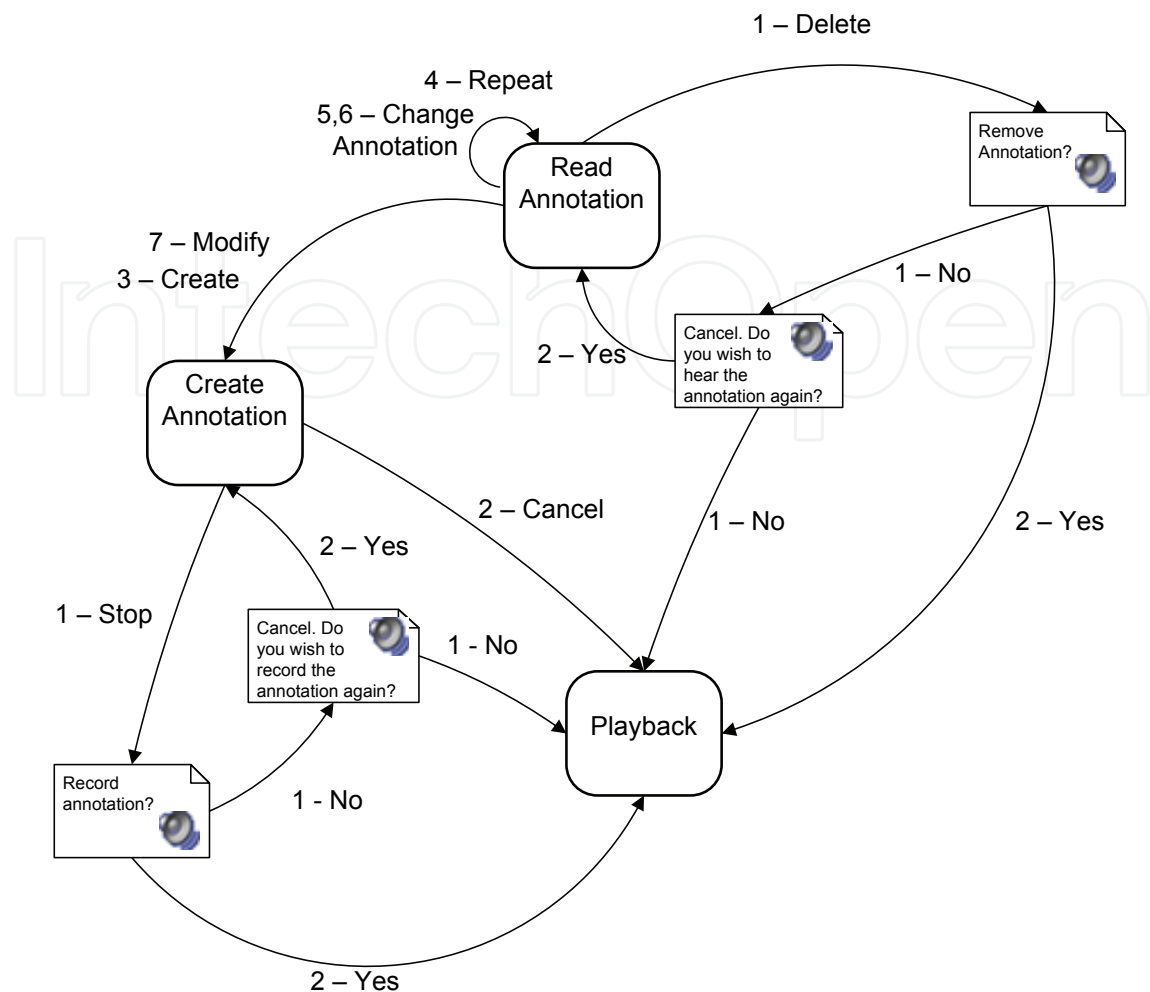 1 – Delete
4 – Repeat
5,6 – Change
Annotation
Read
Annotation
Remove
Annotation?
7 – Modify
3 – Create
1 – No
IntechOpen
2 – Yes
Cancel. Do
you wish to
hear the
annotation again?
Create
Annotation
2 – Cancel
1 – No
2 – Yes
2 – Yes
1 – Stop
Cancel. Do
you wish to
record the
annotation again?
1 - No
Playback
Record
annotation?
1 - No
2 – Yes